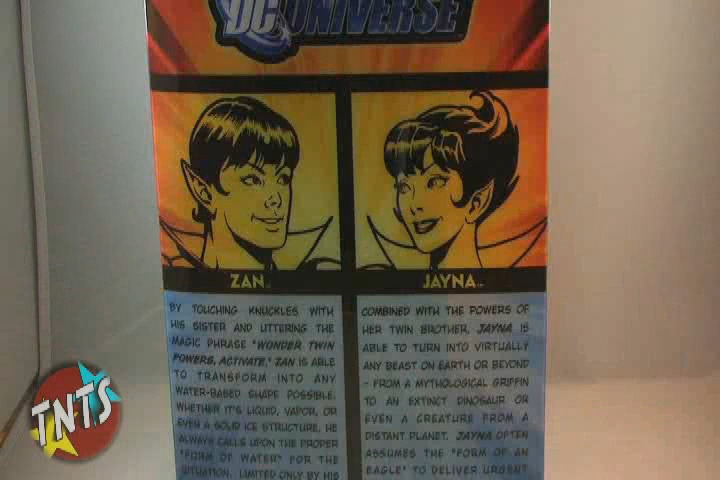 DC UNIVERSE
ZAN
BY TOUCHING KNUCKLES WITH
HIS SISTER AND UTTERING THE
MAGIC PHRASE "WONDER TWIN
POWERS, ACTIVATE," ZAN IS ABLE
TO TRANSFORM INTO ANY
WATER-BASED SHAPE POSSIBLE.
WHETHER IT'S LIQUID, VAPOR, OR
EVEN A SOLID ICE STRUCTURE, HE
ALWAYS CALLS UPON THE PROPER
"FORM OF WATER" FOR THE
SITUATION. LIMITED ONLY BY HIS
JAYNA
COMBINED WITH THE POWERS OF
HER TWIN BROTHER, JAYNA IS
ABLE TO TURN INTO VIRTUALLY
ANY BEAST ON EARTH OR BEYOND
- FROM A MYTHOLOGICAL GRIFFIN
TO AN EXTINCT DINOSAUR OR
EVEN A CREATURE FROM A
DISTANT PLANET. JAYNA OFTEN
ASSUMES THE "FORM OF AN
EAGLE" TO DELIVER URGENT
TNTS